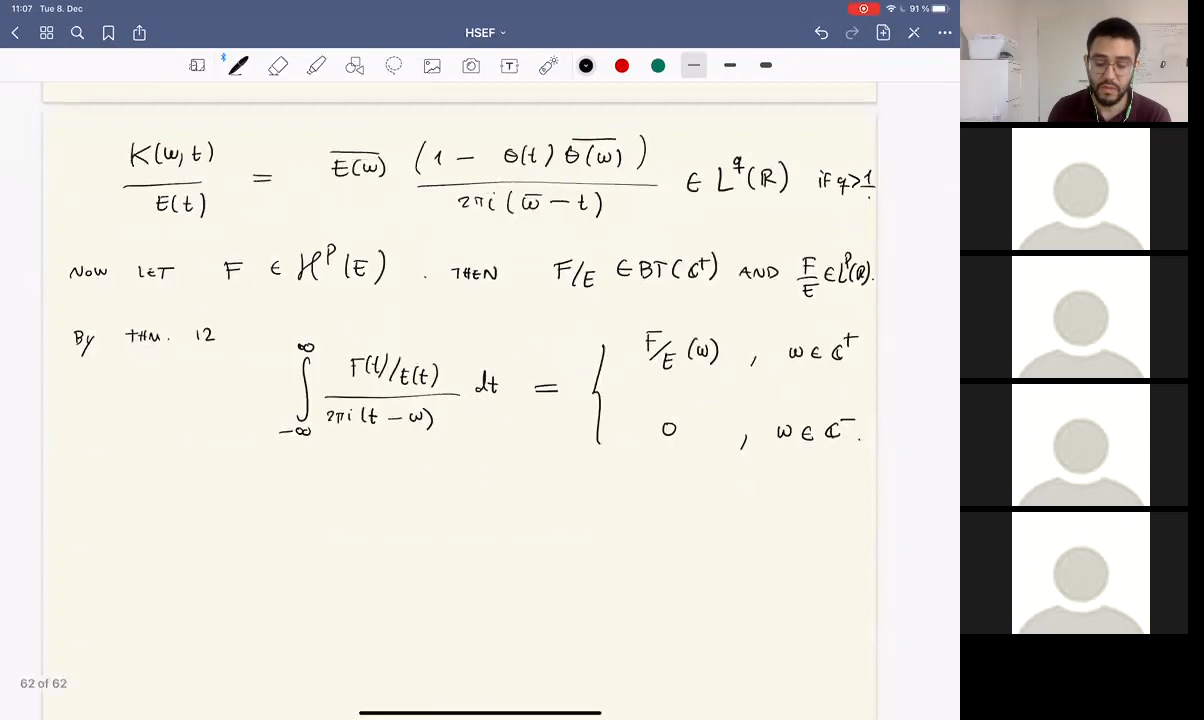 11:07 Tue 8. Dec 91 %
HSEF
K(w,t)/E(t) = \overline{E(w)} (1 - Θ(t) \overline{Θ(w)}) / 2πi(\overline{w} - t) ∈ L^q(ℝ) if q>1.
NOW LET F ∈ H^p(E). THEN F/E ∈ BT(ℂ⁺) AND F/E ∈ L^p(ℝ).
By THM. 12
∫_{-∞}^{∞} F(t)/E(t) / 2πi(t - w) dt = { F/E (w), w ∈ ℂ⁺
0, w ∈ ℂ⁻.
62 of 62